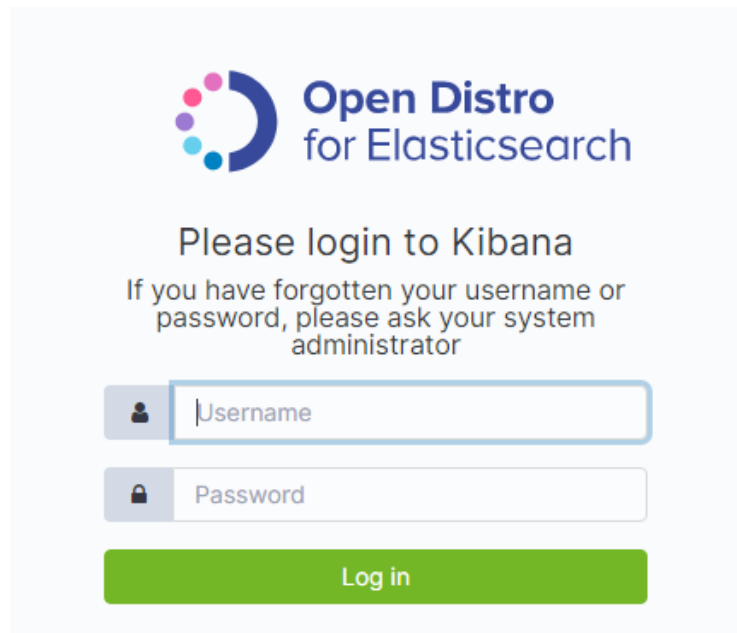 Open Distro
for Elasticsearch
Please login to Kibana
If you have forgotten your username or
password, please ask your system
administrator
Username
Password
Log in